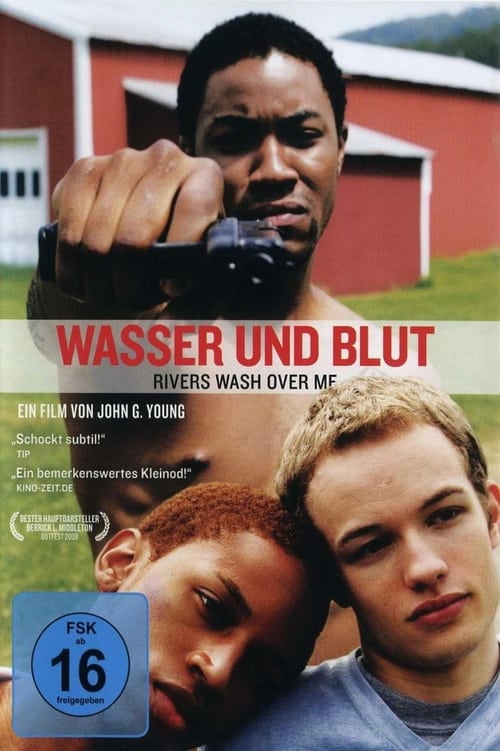 WASSER UND BLUT
RIVERS WASH OVER ME
EIN FILM VON JOHN G. YOUNG
„Schockt subtil!“
TIP
„Ein bemerkenswertes Kleinod!“
KINO-ZEIT.DE
BESTER HAUPTDARSTELLER
DERRICK L. MIDDLETON
OUTFEST 2009
FSK
ab
16
freigegeben